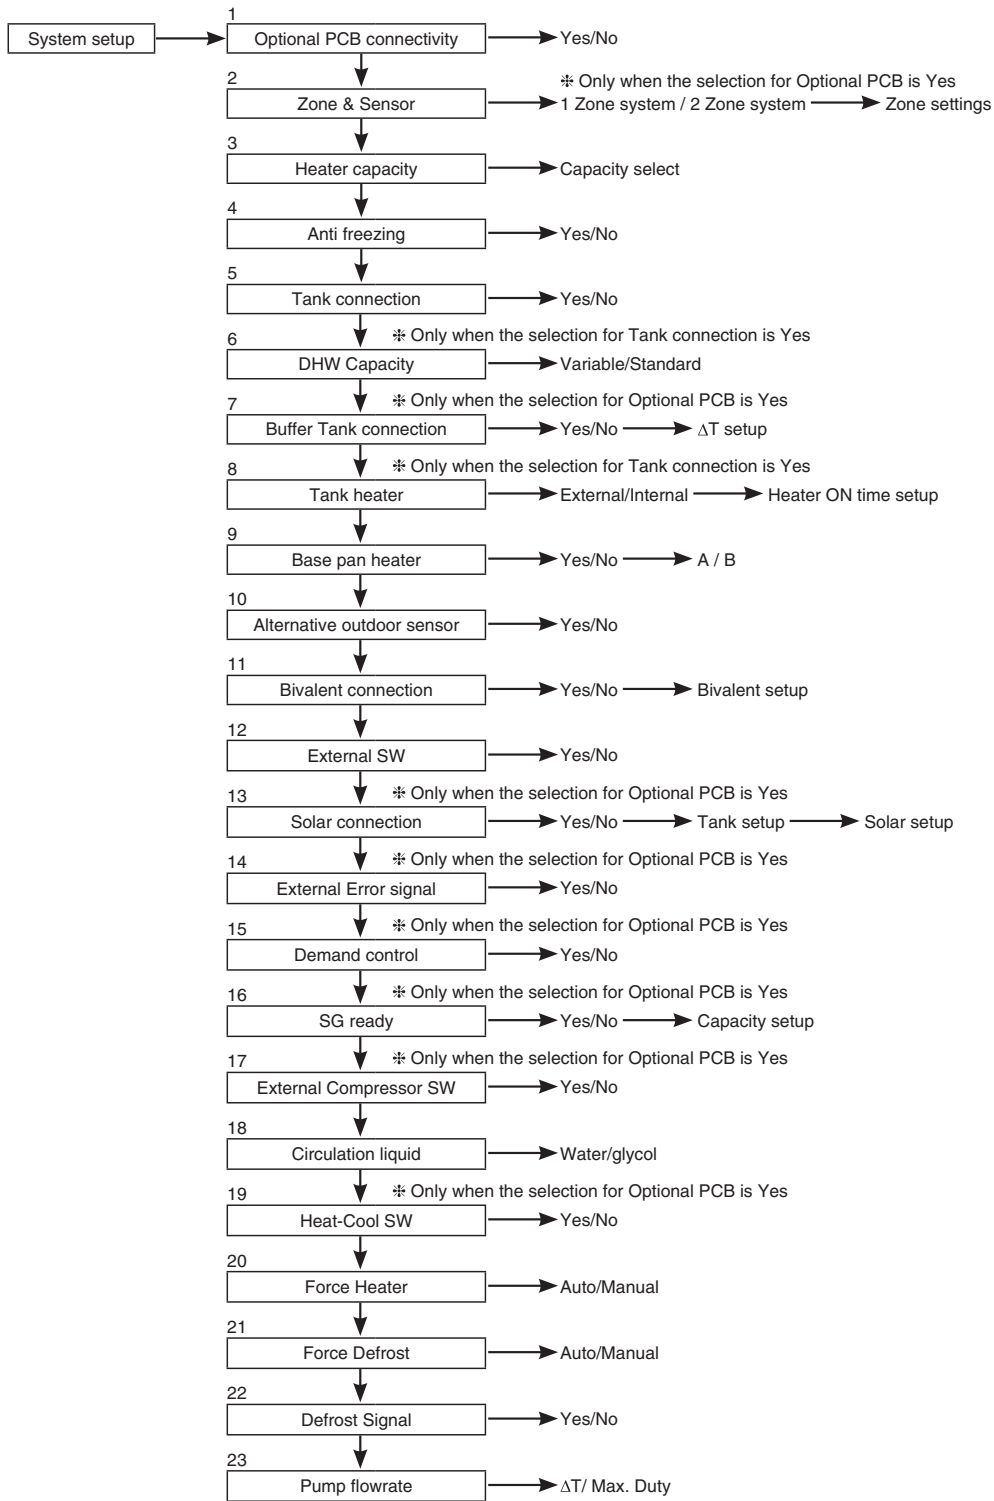 1
System setup Optional PCB connectivity Yes/No
2 ❈ Only when the selection for Optional PCB is Yes
Zone & Sensor 1 Zone system / 2 Zone system Zone settings
3
Heater capacity Capacity select
4
Anti freezing Yes/No
5
Tank connection Yes/No
6 ❈ Only when the selection for Tank connection is Yes
DHW Capacity Variable/Standard
7 ❈ Only when the selection for Optional PCB is Yes
Buffer Tank connection Yes/No ΔT setup
8 ❈ Only when the selection for Tank connection is Yes
Tank heater External/Internal Heater ON time setup
9
Base pan heater Yes/No A / B
10
Alternative outdoor sensor Yes/No
11
Bivalent connection Yes/No Bivalent setup
12
External SW Yes/No
13 ❈ Only when the selection for Optional PCB is Yes
Solar connection Yes/No Tank setup Solar setup
14 ❈ Only when the selection for Optional PCB is Yes
External Error signal Yes/No
15 ❈ Only when the selection for Optional PCB is Yes
Demand control Yes/No
16 ❈ Only when the selection for Optional PCB is Yes
SG ready Yes/No Capacity setup
17 ❈ Only when the selection for Optional PCB is Yes
External Compressor SW Yes/No
18
Circulation liquid Water/glycol
19 ❈ Only when the selection for Optional PCB is Yes
Heat-Cool SW Yes/No
20
Force Heater Auto/Manual
21
Force Defrost Auto/Manual
22
Defrost Signal Yes/No
23
Pump flowrate ΔT/ Max. Duty